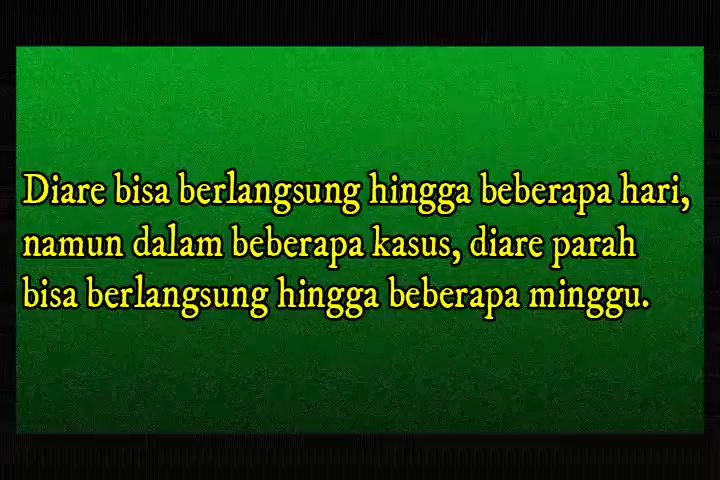 Diare bisa berlangsung hingga beberapa hari,
namun dalam beberapa kasus, diare parah
bisa berlangsung hingga beberapa minggu.